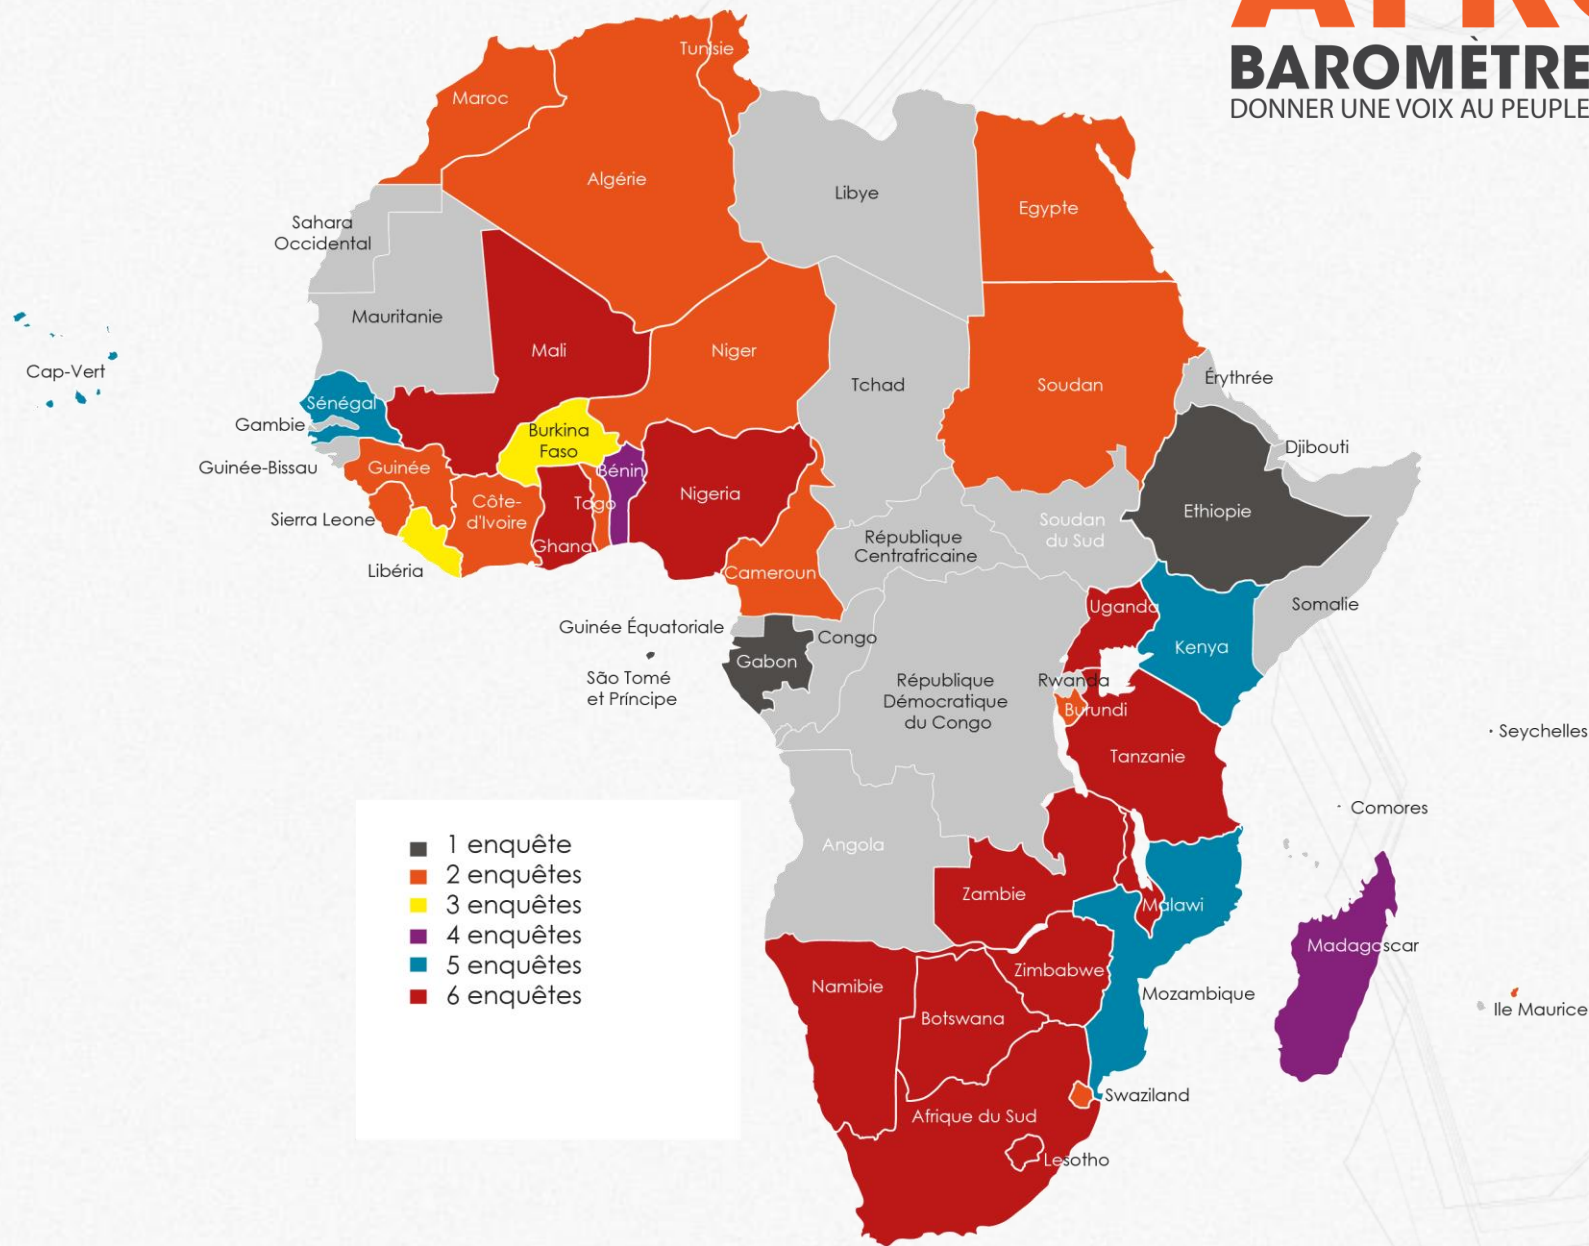 BAROMÈTRE
DONNER UNE VOIX AU PEUPLE
Tunisie
Maroc
Algérie
Libye
Egypte
Sahara
Occidental
Mauritanie
Mali
Niger
Tchad
Soudan
Érythrée
Cap-Vert
Sénégal
Gambie
Burkina
Faso
Djibouti
Guinée-Bissau
Guinée
Bénin
Nigeria
Côte-
d'Ivoire
Togo
Ethiopie
Sierra Leone
Soudan
du Sud
République
Centrafricaine
Ghana
Libéria
Cameroun
Somalie
Uganda
Guinée Équatoriale
Congo
Kenya
Gabon
São Tomé
et Príncipe
République
Démocratique
du Congo
Rwanda
Burundi
Seychelles
Tanzanie
Comores
Angola
1 enquête
2 enquêtes
3 enquêtes
4 enquêtes
5 enquêtes
6 enquêtes
Zambie
Malawi
Madagascar
Zimbabwe
Namibie
Mozambique
Ile Maurice
Botswana
Swaziland
Afrique du Sud
Lesotho